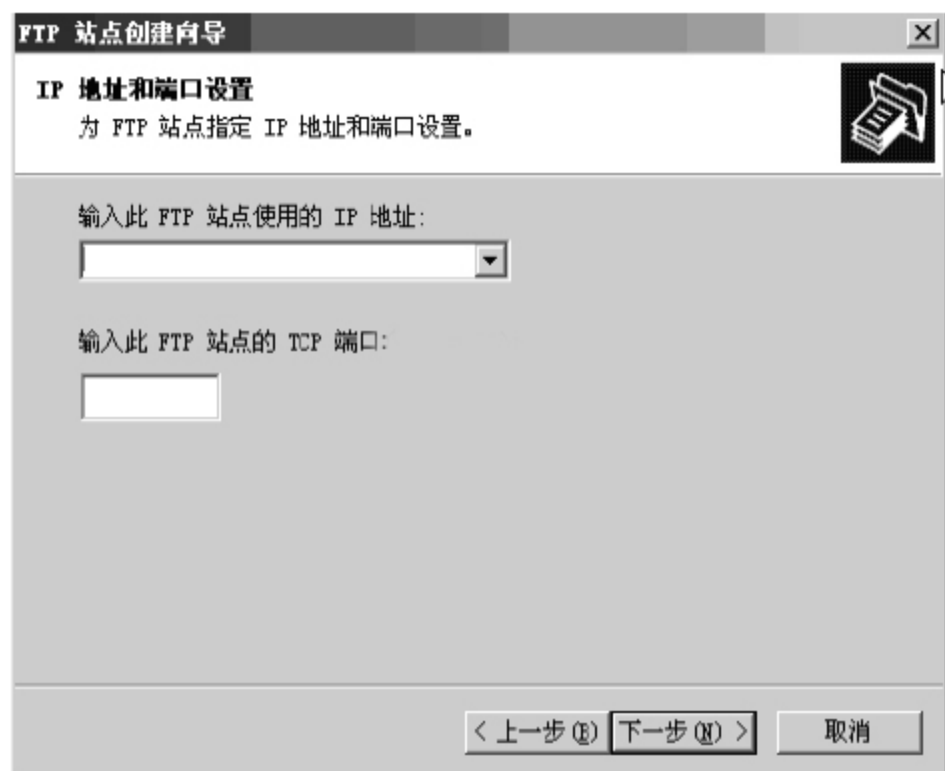 FTP 站点创建向导
IP 地址和端口设置
为 FTP 站点指定 IP 地址和端口设置。
输入此 FTP 站点使用的 IP 地址:
输入此 FTP 站点的 TCP 端口:
< 上一步(B) 下一步(N) > 取消